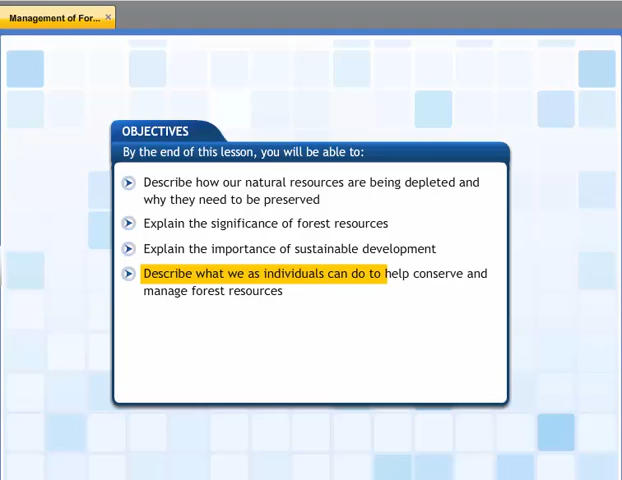 Management of For...
OBJECTIVES
By the end of this lesson, you will be able to:
Describe how our natural resources are being depleted and
why they need to be preserved
Explain the significance of forest resources
Explain the importance of sustainable development
Describe what we as individuals can do to help conserve and
manage forest resources